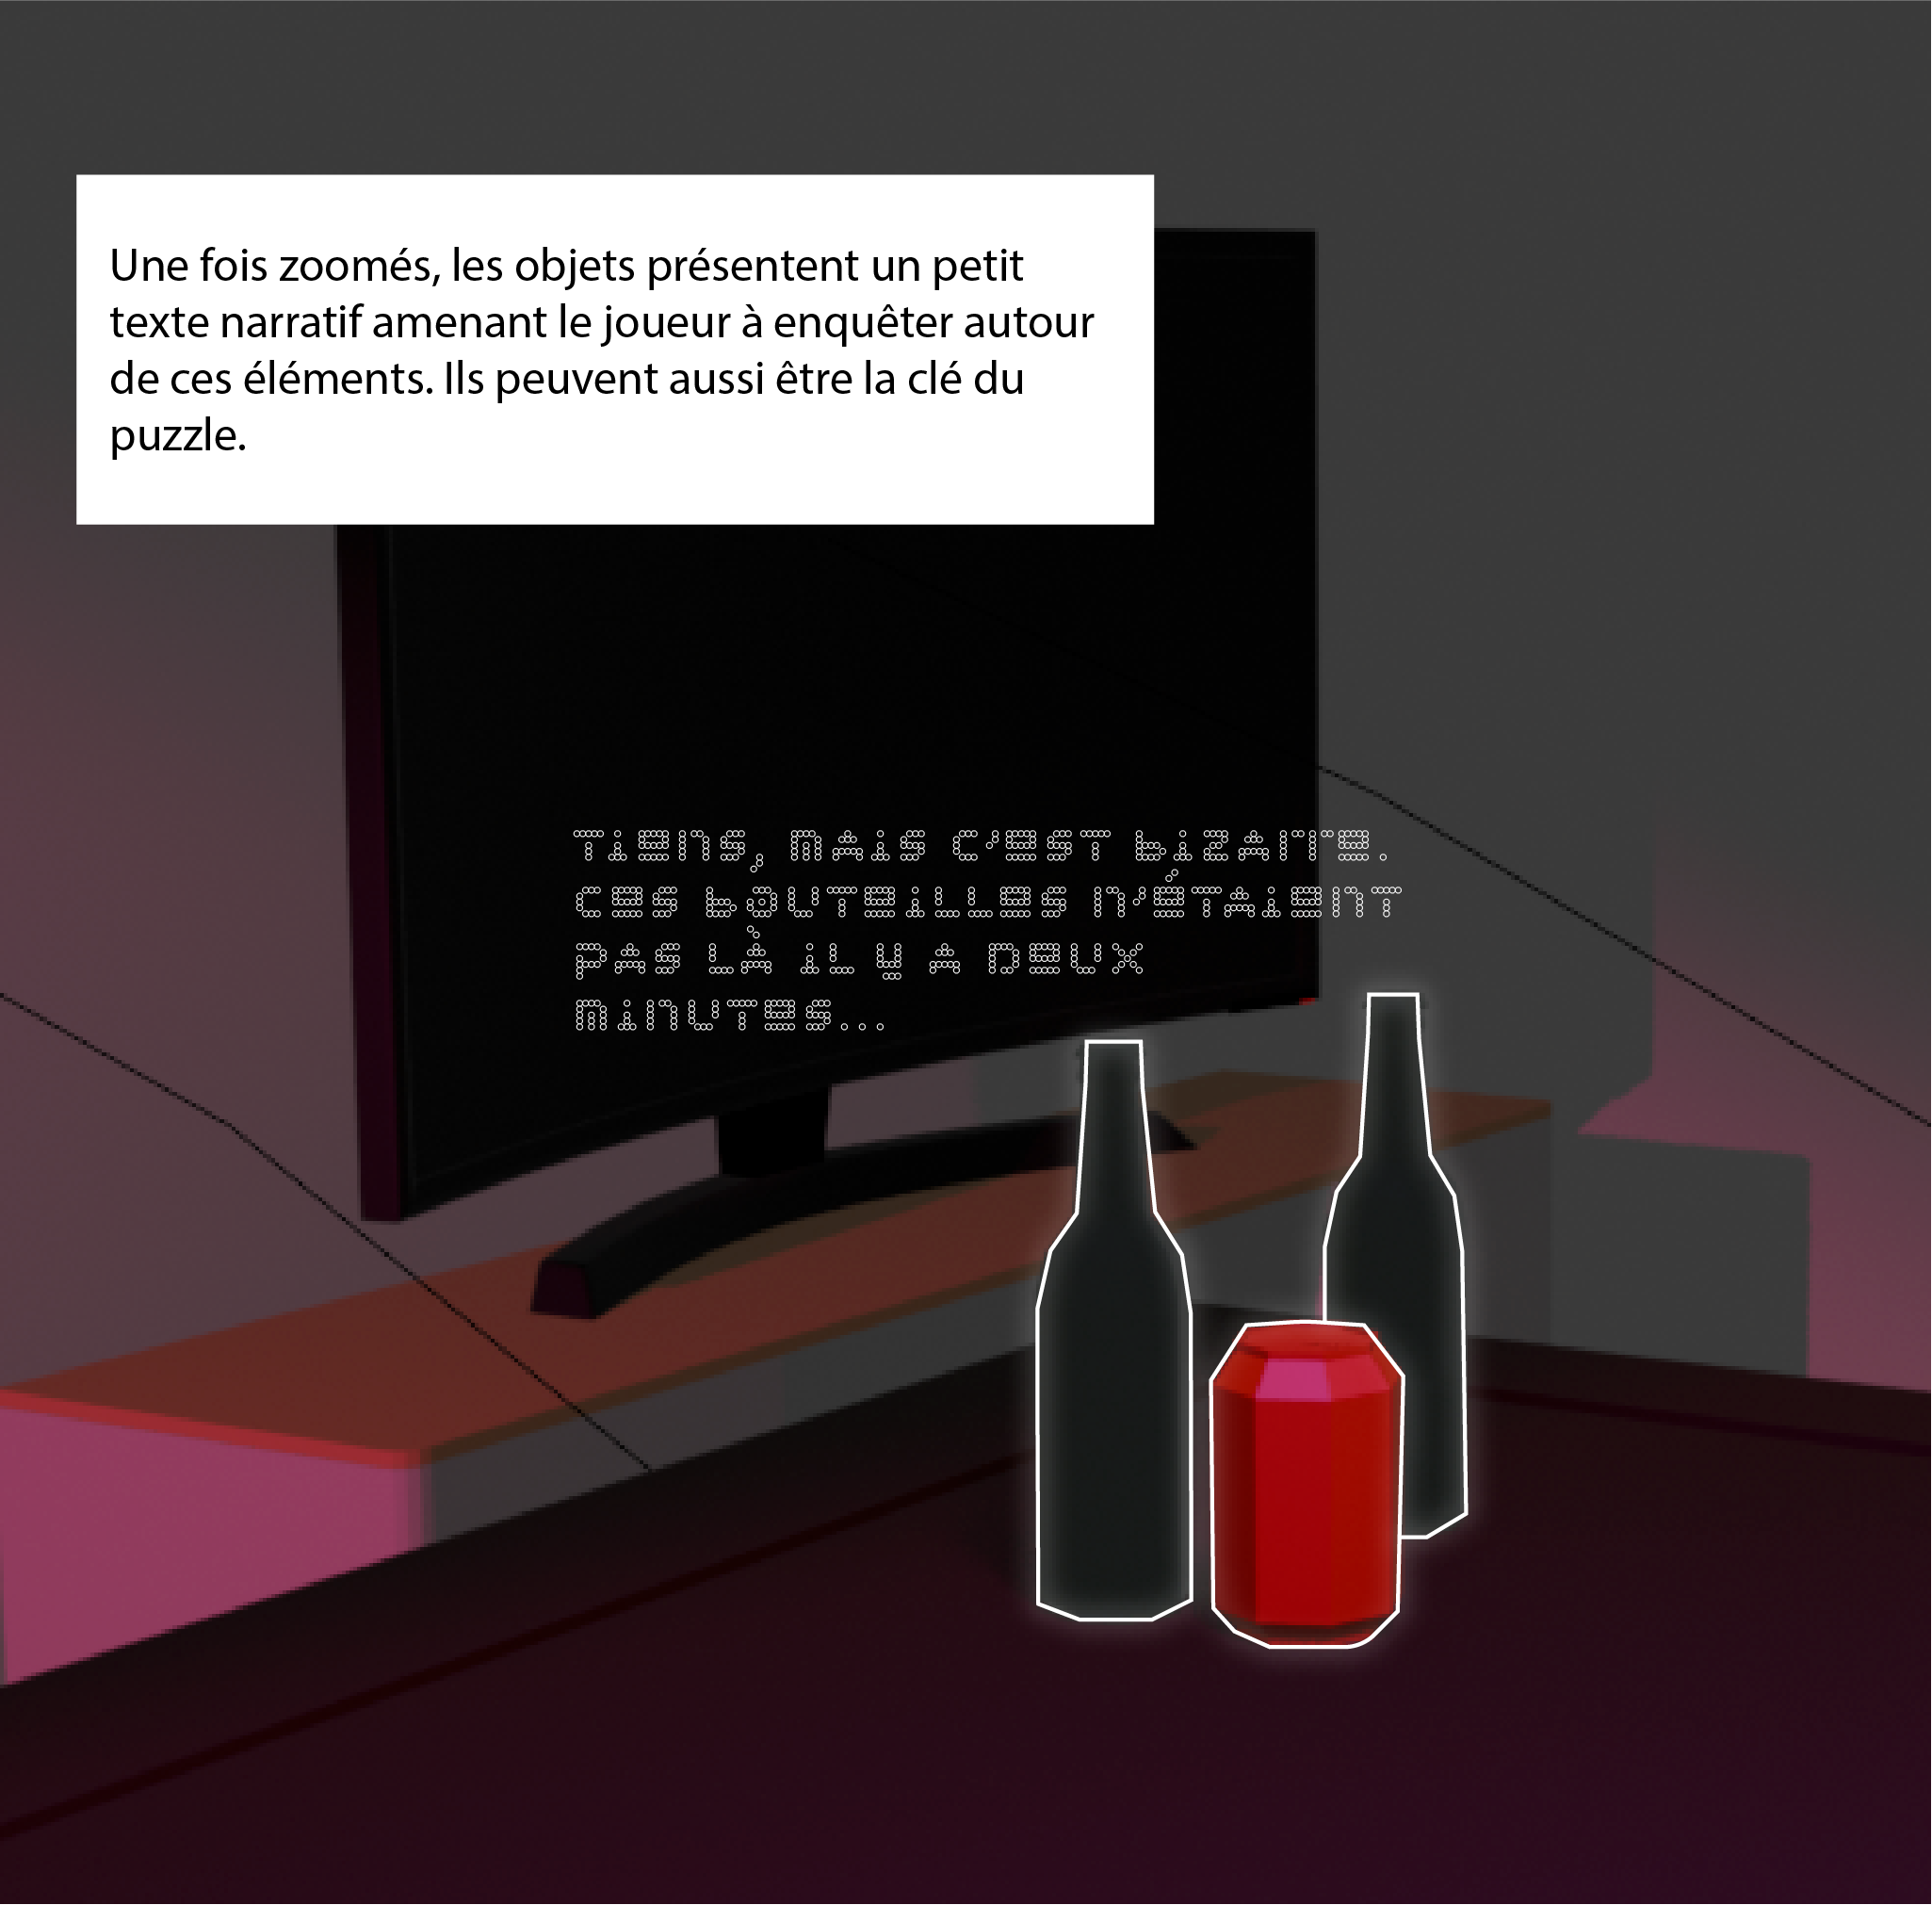 Une fois zoomés, les objets présentent un petit
texte narratif amenant le joueur à enquêter autour
de ces éléments. Ils peuvent aussi être la clé du
puzzle.
Tiens, mais c'est bizarre.
Ces bouteilles n'étaient
pas là il y a deux
minutes...